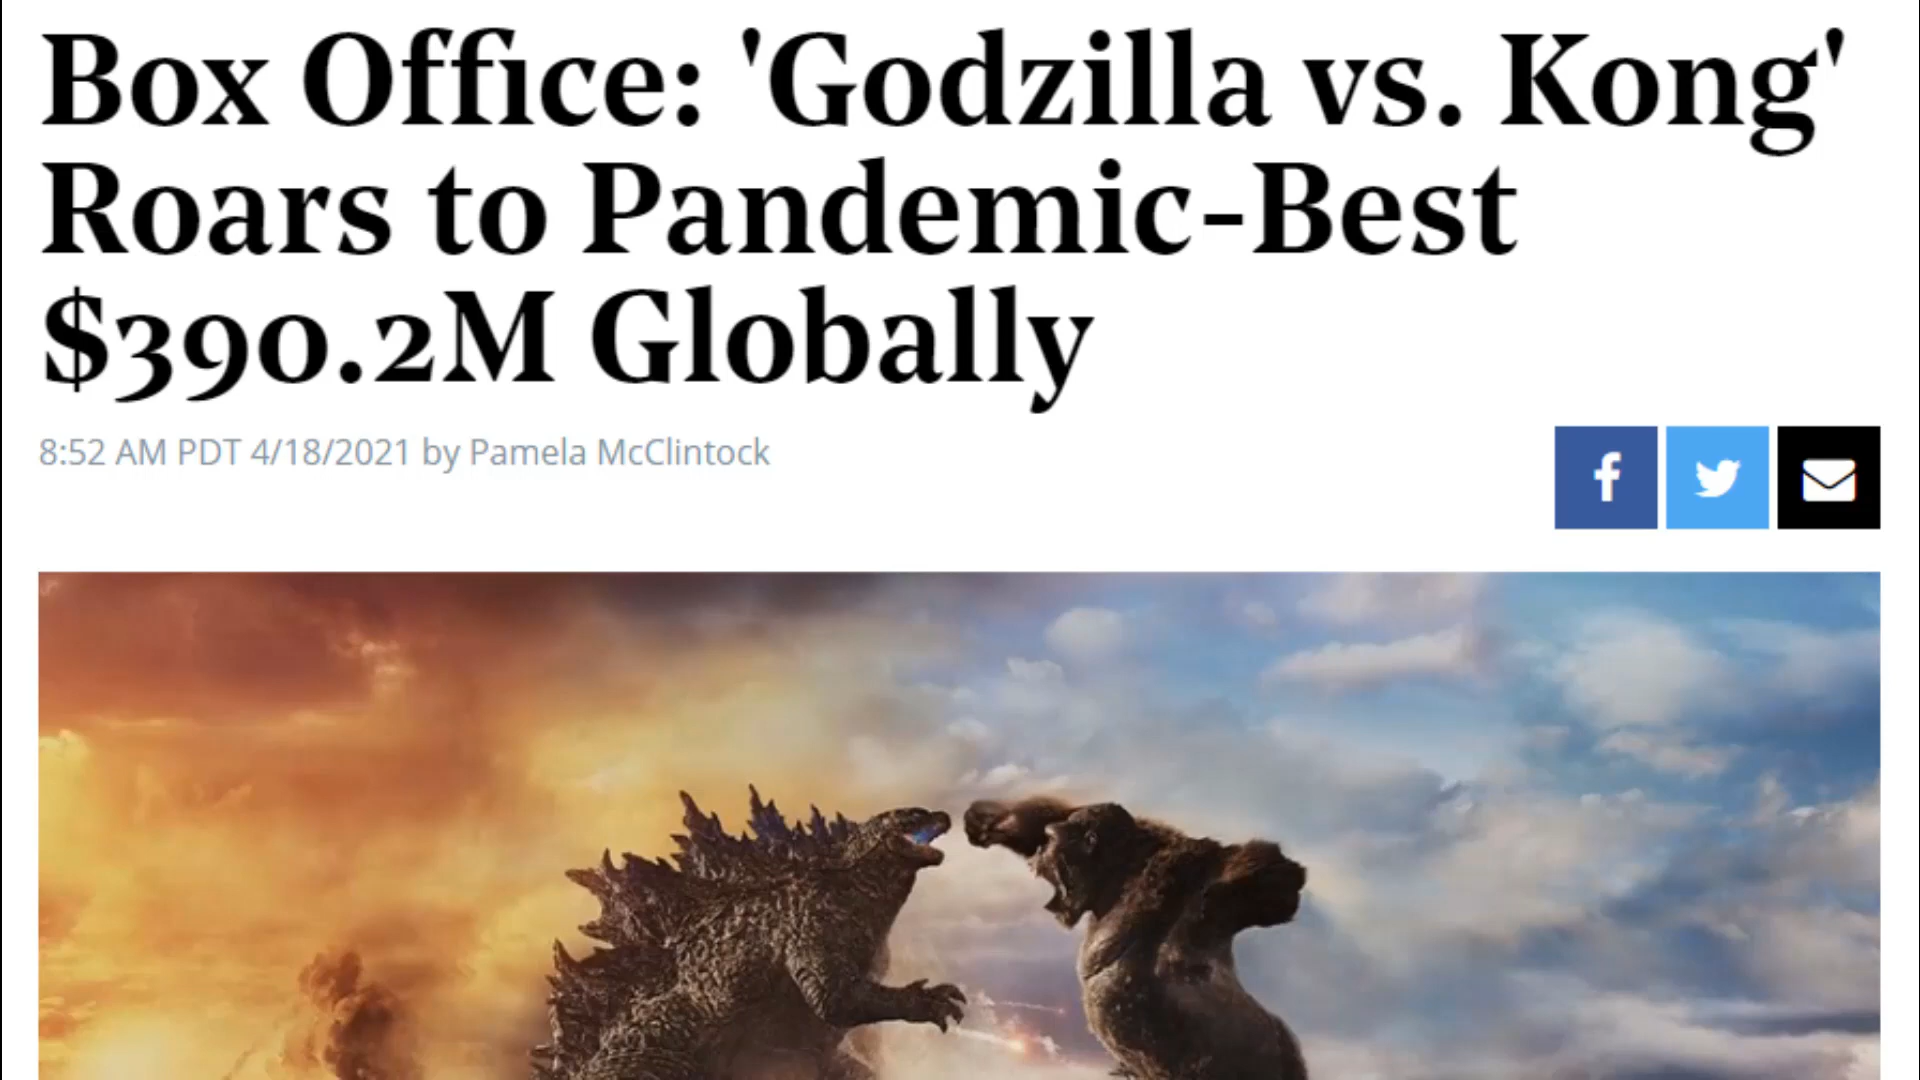 Box Office: 'Godzilla vs. Kong'
Roars to Pandemic-Best
$390.2M Globally
8:52 AM PDT 4/18/2021 by Pamela McClintock